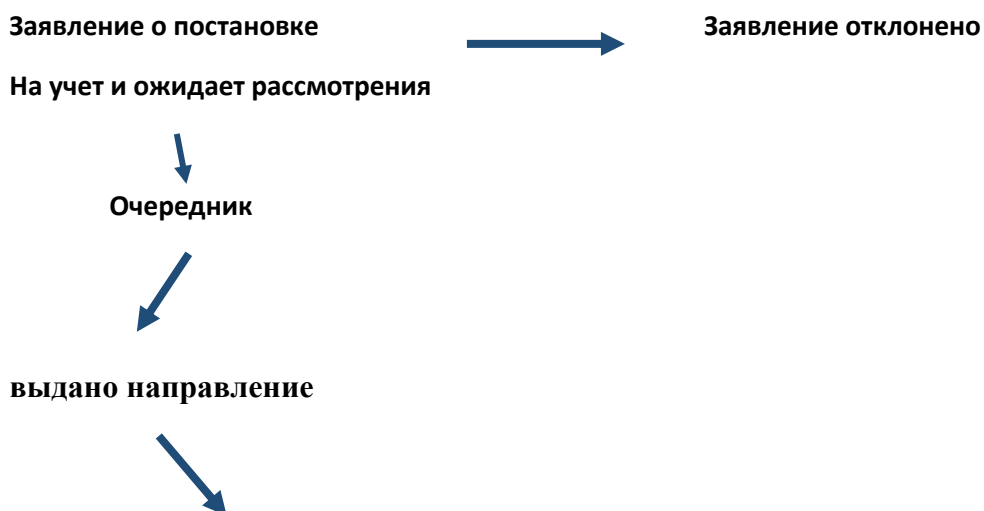 Заявление о постановке
Заявление отклонено
На учет и ожидает рассмотрения
Очередник
выдано направление